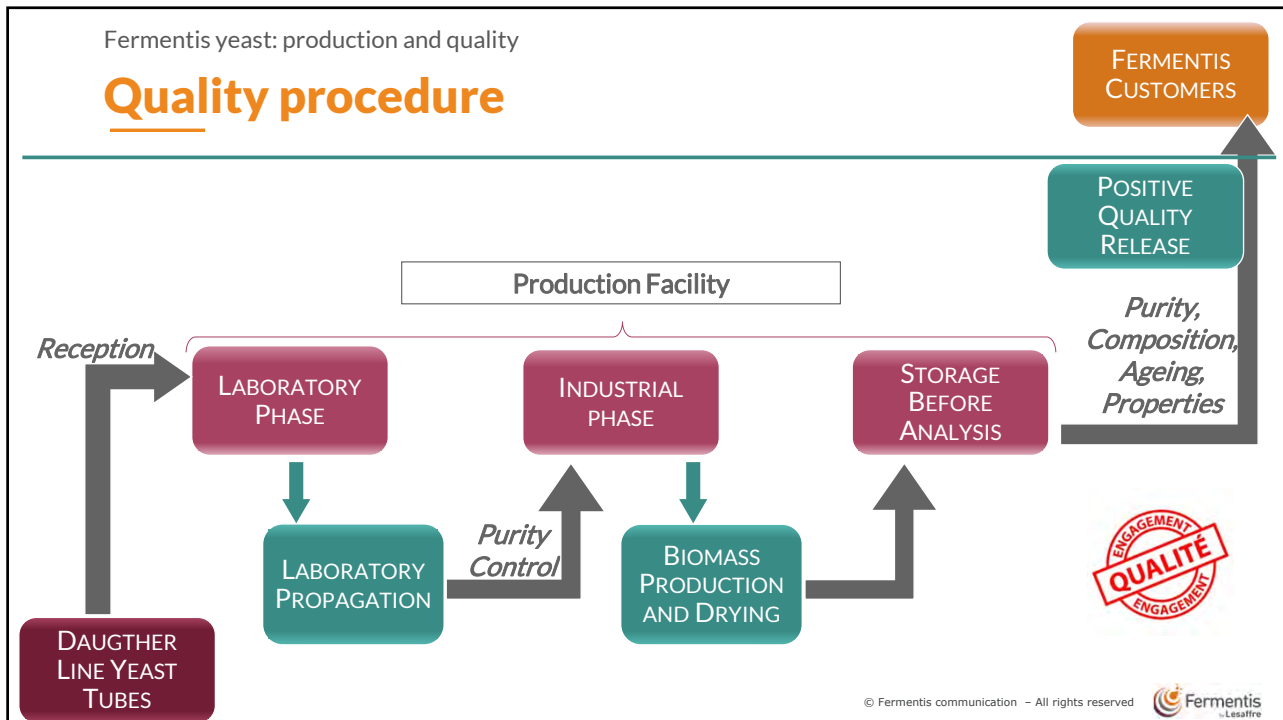 Fermentis yeast: production and quality
Quality procedure
FERMENTIS
CUSTOMERS
POSITIVE
QUALITY
RELEASE
Production Facility
Reception
LABORATORY
PHASE
INDUSTRIAL
PHASE
STORAGE
BEFORE
ANALYSIS
Purity,
Composition,
Ageing,
Properties
LABORATORY
PROPAGATION
Purity
Control
BIOMASS
PRODUCTION
AND DRYING
ENGAGEMENT
QUALITÉ
ENGAGEMENT
DAUGTHER
LINE YEAST
TUBES
© Fermentis communication – All rights reserved
Fermentis
by Lesaffre